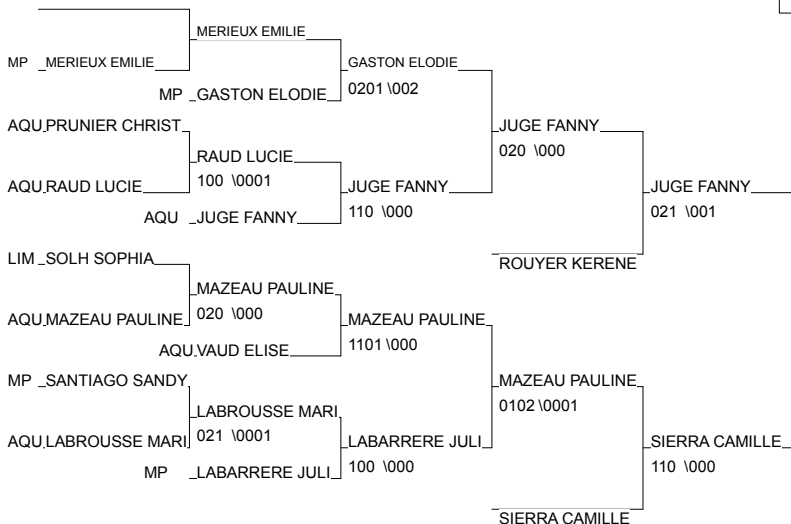 MERIEUX EMILIE
MP MERIEUX EMILIE
GASTON ELODIE
0201 \002
MP GASTON ELODIE
AQU PRUNIER CHRIST
JUGE FANNY
020 \000
RAUD LUCIE
100 \0001
AQU RAUD LUCIE
JUGE FANNY
110 \000
JUGE FANNY
021 \001
AQU JUGE FANNY
LIM SOLH SOPHIA
ROUYER KERENE
MAZEAU PAULINE
020 \000
AQU MAZEAU PAULINE
MAZEAU PAULINE
1101 \000
AQU VAUD ELISE
MP SANTIAGO SANDY
MAZEAU PAULINE
0102 \0001
LABROUSSE MARI
021 \0001
AQU LABROUSSE MARI
LABARRERE JULI
100 \000
SIERRA CAMILLE
110 \000
MP LABARRERE JULI
SIERRA CAMILLE